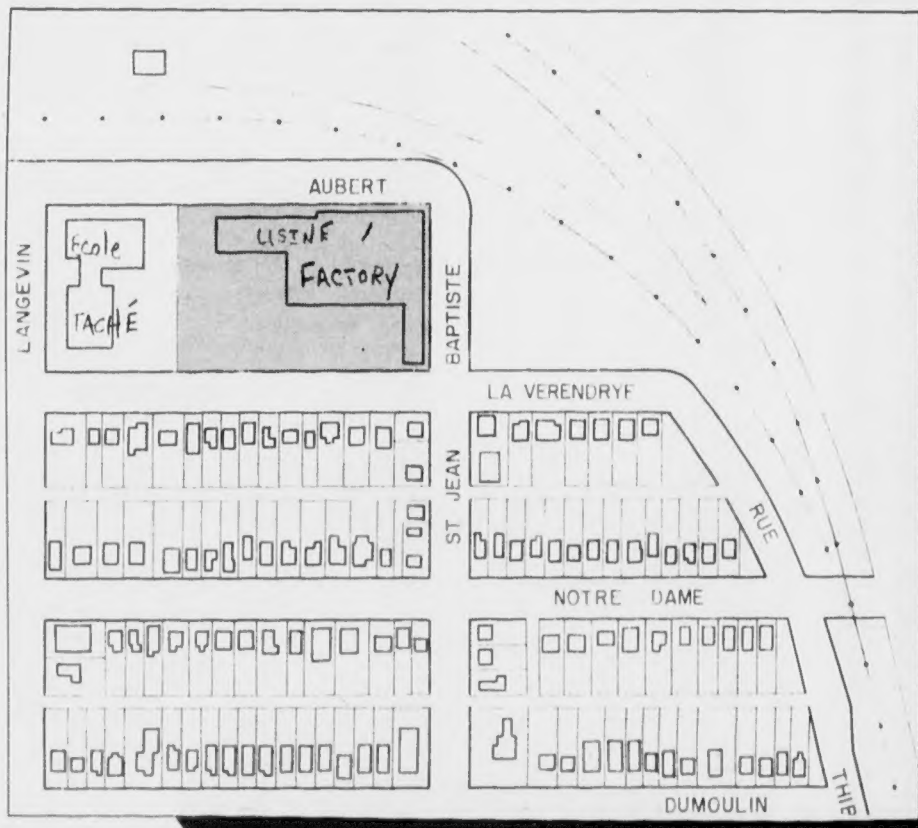 AUBERT
LANGEVIN
Ecole
TACHÉ
USINE /
FACTORY
ST JEAN BAPTISTE
LA VERENDRYE
RUE
NOTRE DAME
DUMOULIN
THIB